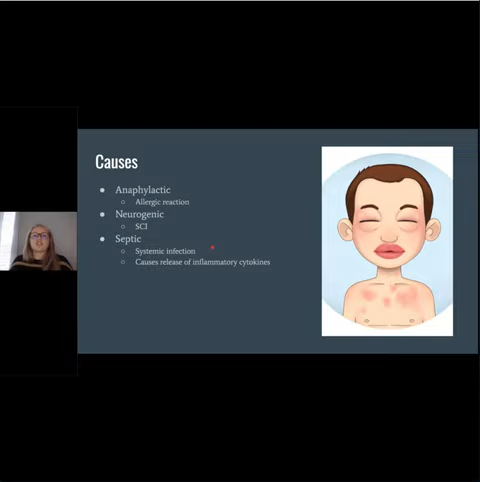 Causes
Anaphylactic
Allergic reaction
Neurogenic
SCI
Septic
Systemic infection
Causes release of inflammatory cytokines